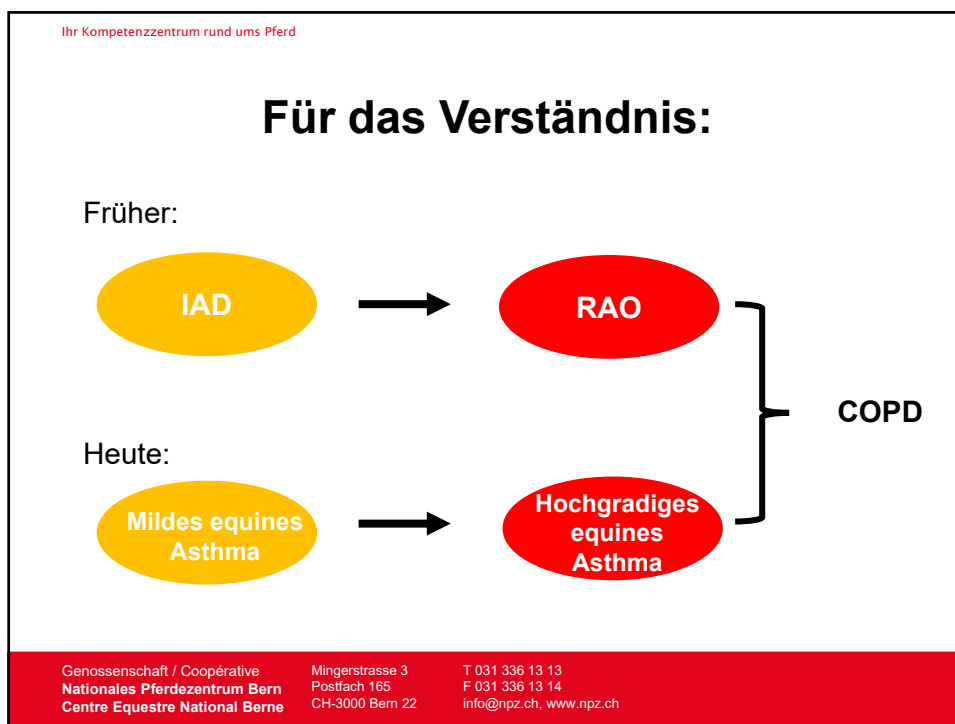 Ihr Kompetenzzentrum rund ums Pferd
Für das Verständnis:
Früher:
IAD
RAO
COPD
Heute:
Mildes equines
Asthma
Hochgradiges
equines
Asthma
Genossenschaft / Coopérative
Nationales Pferdezentrum Bern
Centre Equestre National Berne
Mingerstrasse 3
Postfach 165
CH-3000 Bern 22
T 031 336 13 13
F 031 336 13 14
info@npz.ch, www.npz.ch